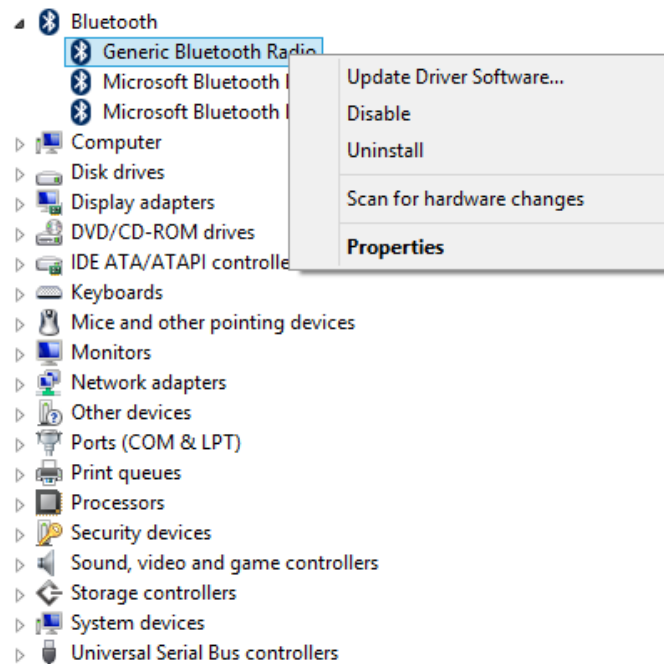 Bluetooth
Generic Bluetooth Radio
Microsoft Bluetooth
Microsoft Bluetooth
Update Driver Software...
Disable
Uninstall
Scan for hardware changes
Properties
Computer
Disk drives
Display adapters
DVD/CD-ROM drives
IDE ATA/ATAPI
Keyboards
Mice and other pointing devices
Monitors
Network adapters
Other devices
Ports (COM & LPT)
Print queues
Processors
Security devices
Sound, video and game controllers
Storage controllers
System devices
Universal Serial Bus controllers